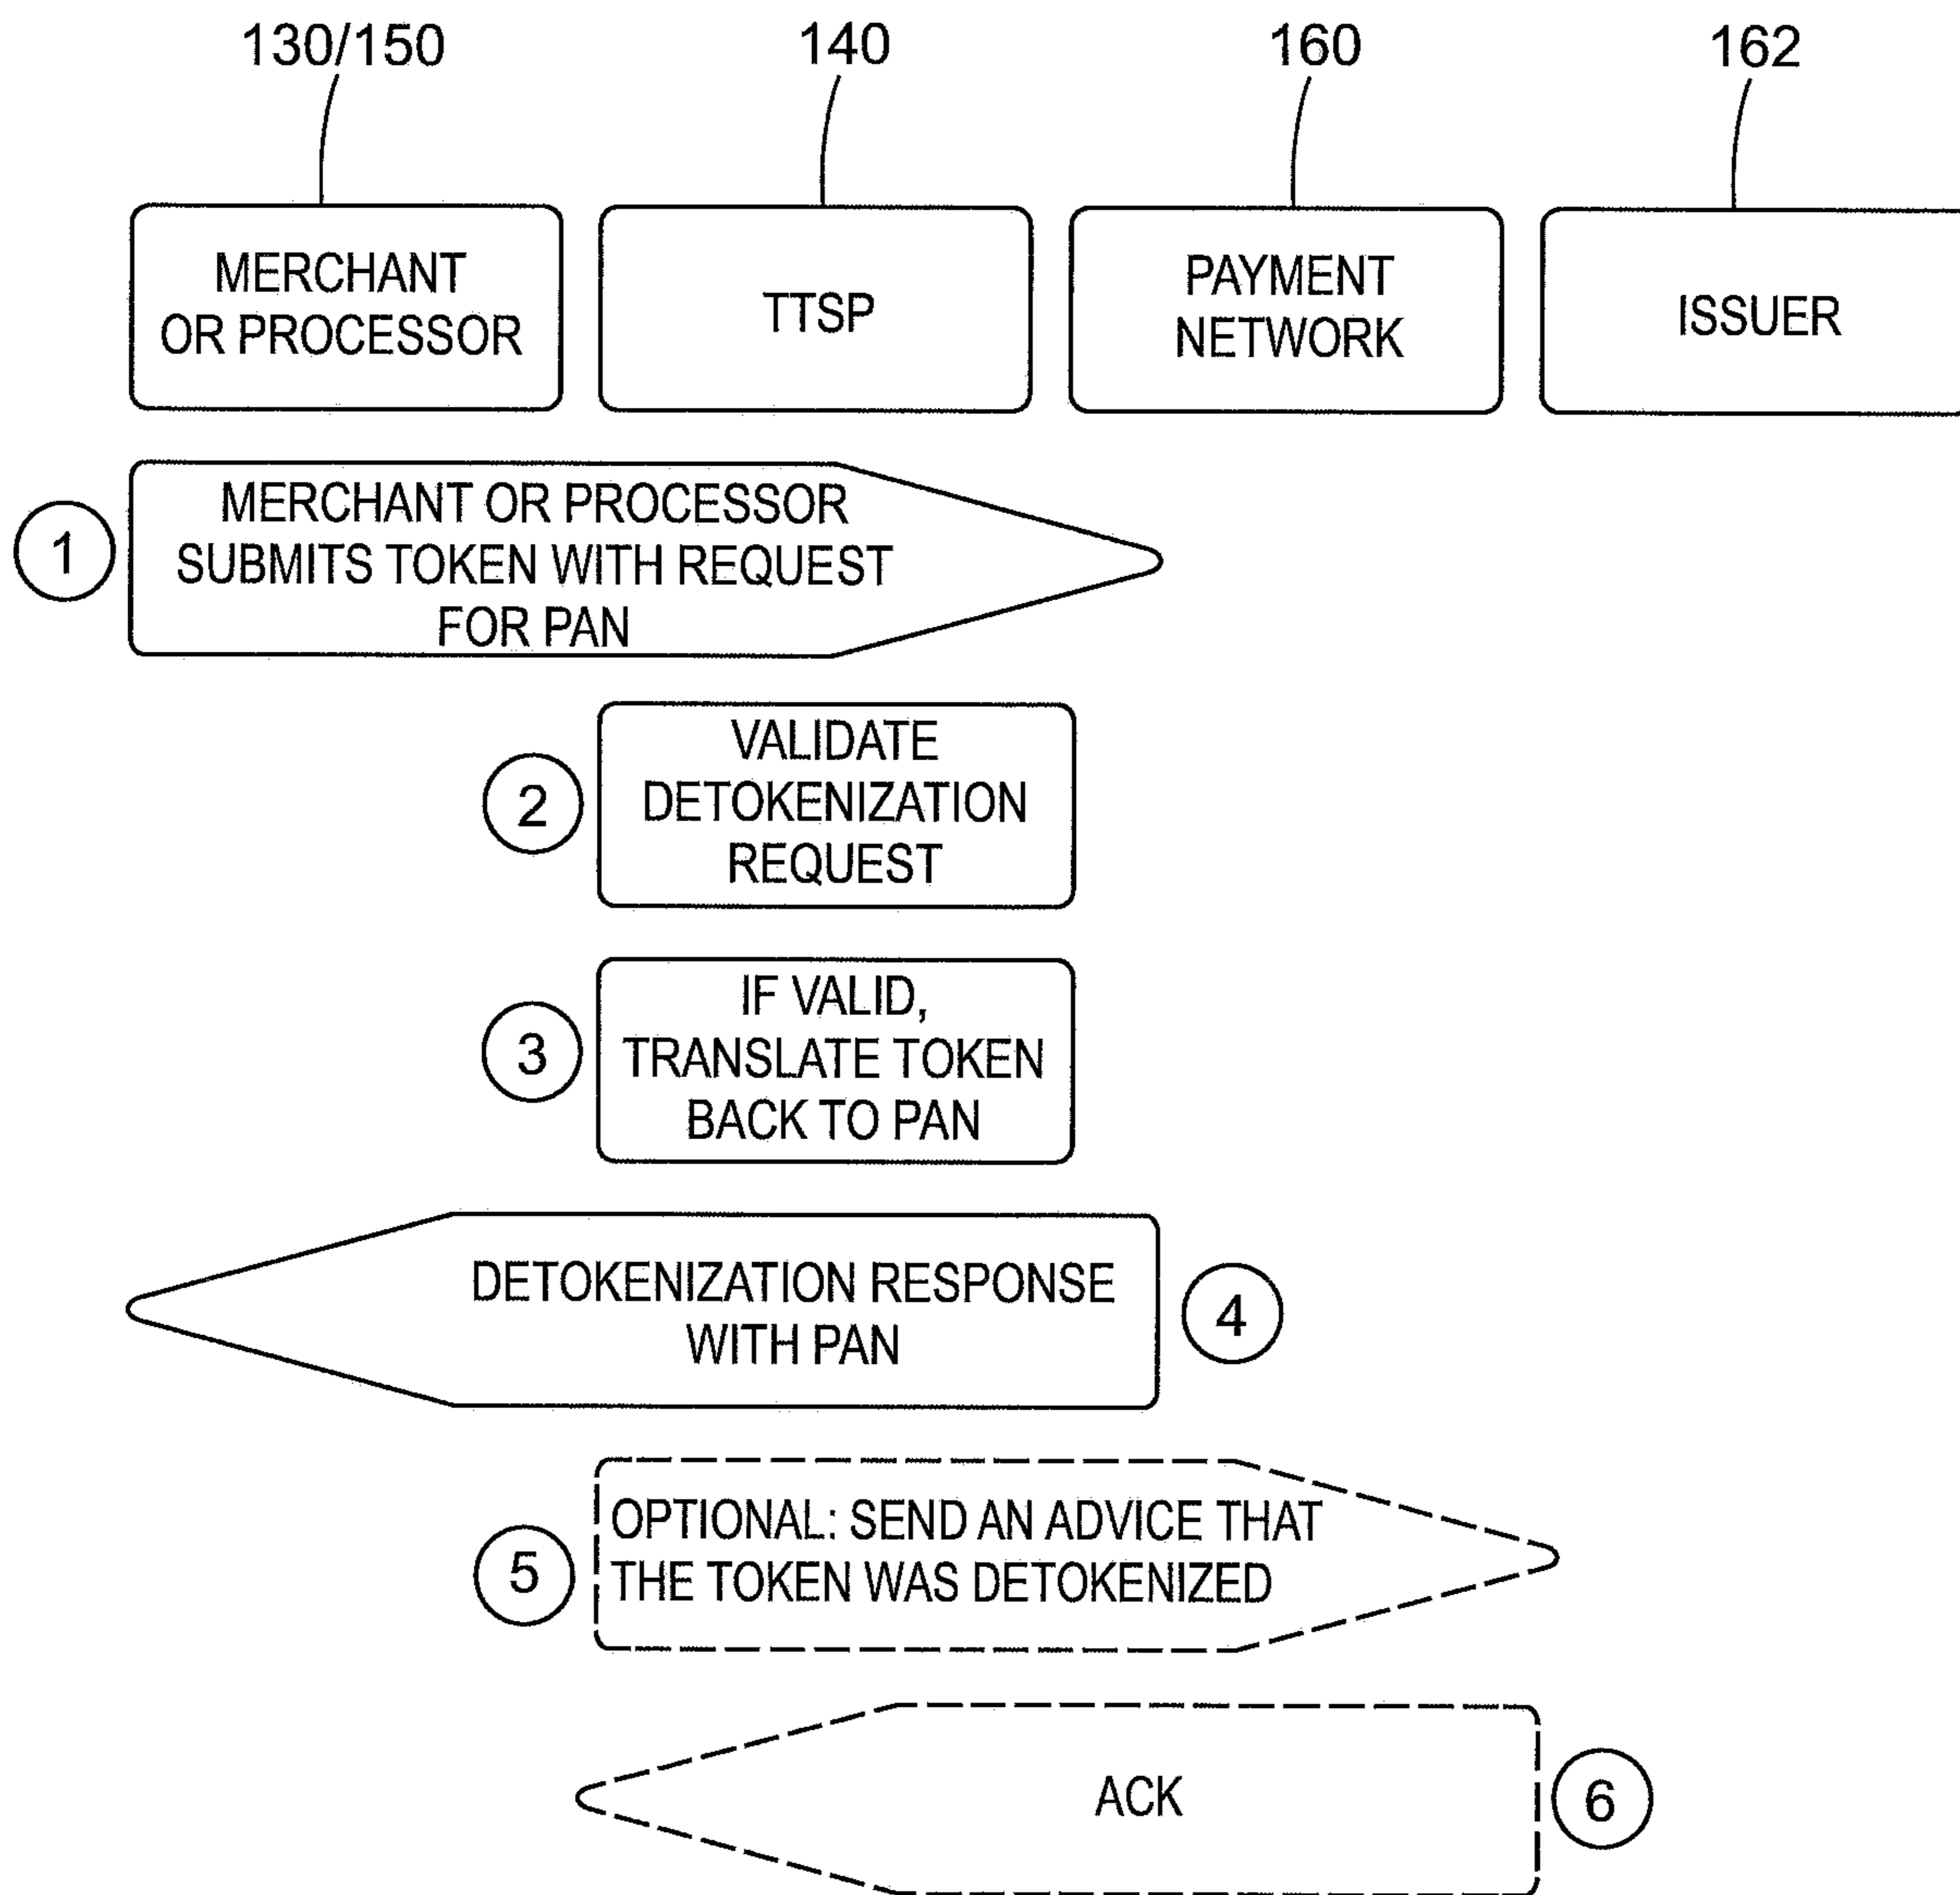 130/150
140
160
162
MERCHANT
OR PROCESSOR
TTSP
PAYMENT
NETWORK
ISSUER
1
MERCHANT OR PROCESSOR
SUBMITS TOKEN WITH REQUEST
FOR PAN
2
VALIDATE
DETOKENIZATION
REQUEST
3
IF VALID,
TRANSLATE TOKEN
BACK TO PAN
DETOKENIZATION RESPONSE
WITH PAN
4
5
OPTIONAL: SEND AN ADVICE THAT
THE TOKEN WAS DETOKENIZED
ACK
6